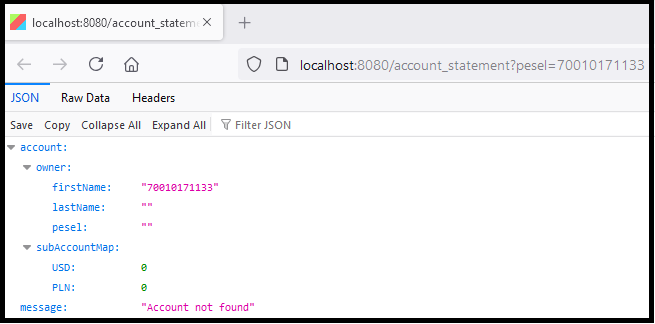 localhost:8080/account_stateme
localhost:8080/account_statement?pesel=70010171133
JSON Raw Data Headers
Save Copy Collapse All Expand All Filter JSON
account:
owner:
firstName: "70010171133"
lastName: ""
pesel: ""
subAccountMap:
USD: 0
PLN: 0
message: "Account not found"